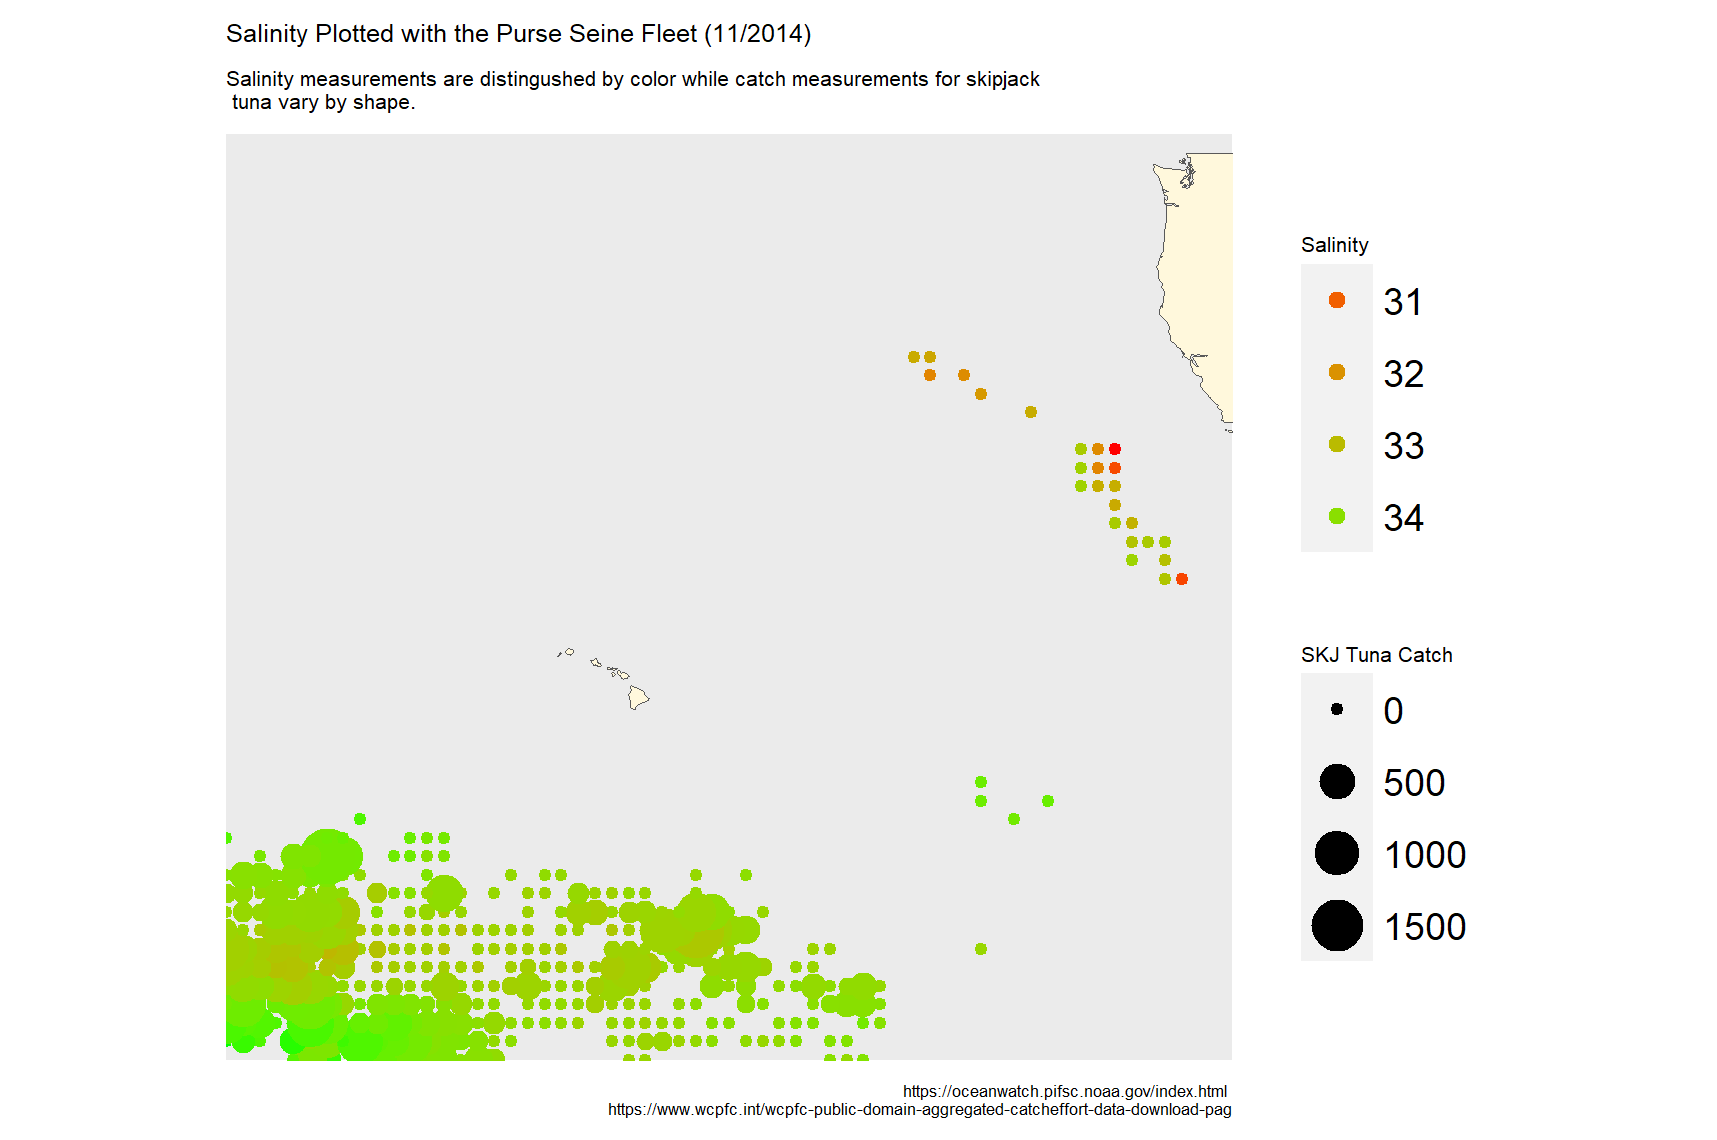 Salinity Plotted with the Purse Seine Fleet (11/2014)
Salinity measurements are distingushed by color while catch measurements for skipjack
tuna vary by shape.
Salinity
31
32
33
34
SKJ Tuna Catch
0
500
1000
1500
https://oceanwatch.pifsc.noaa.gov/index.html
https://www.wcpfc.int/wcpfc-public-domain-aggregated-catcheffort-data-download-pag